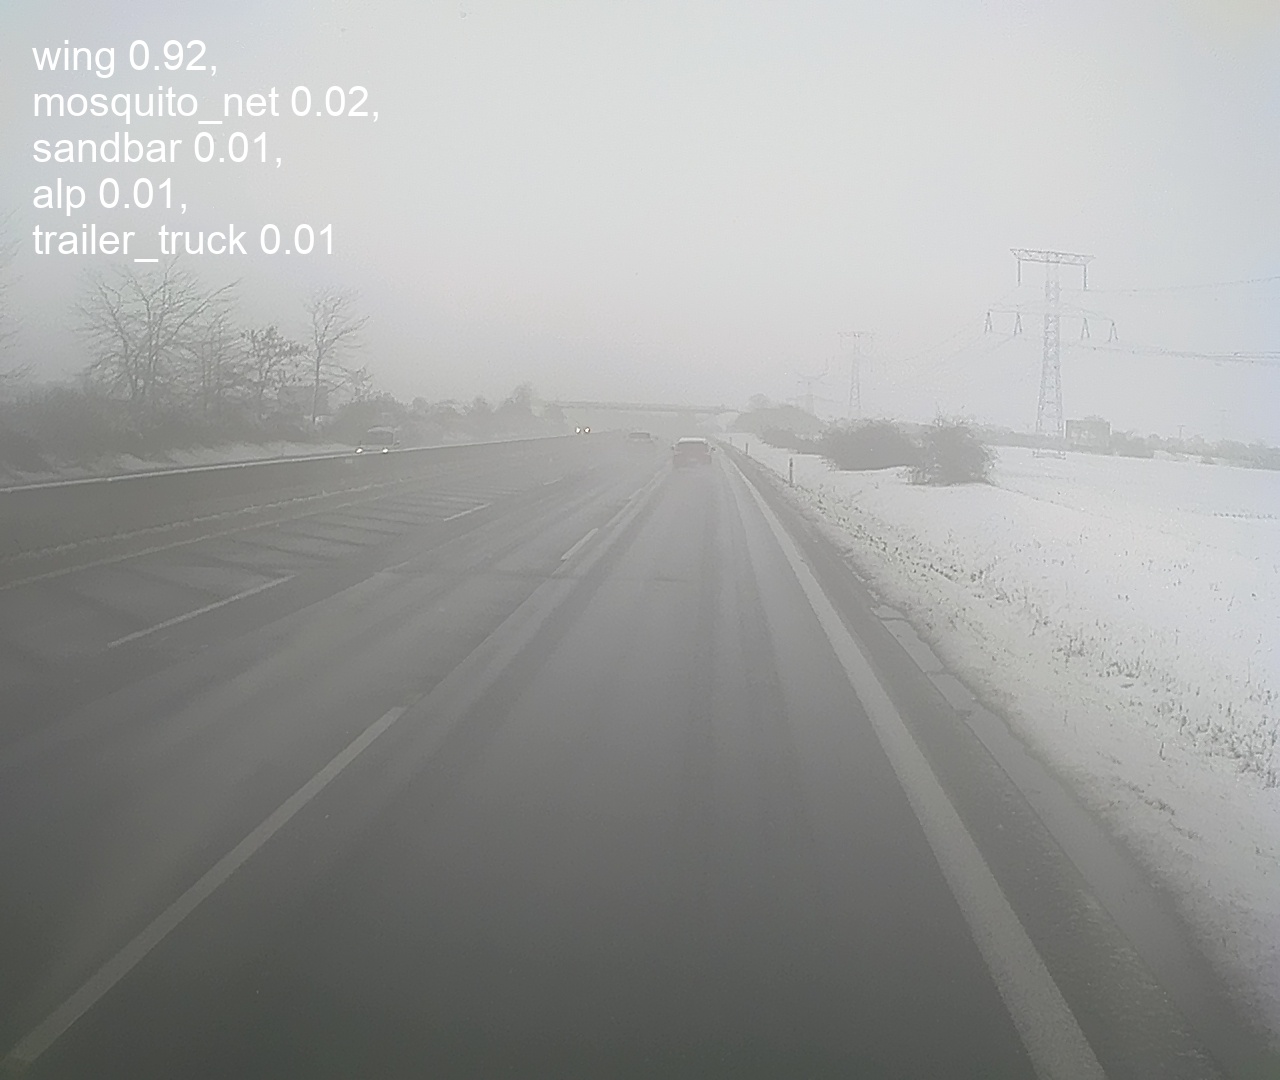 wing 0.92,
mosquito_net 0.02,
sandbar 0.01,
alp 0.01,
trailer_truck 0.01